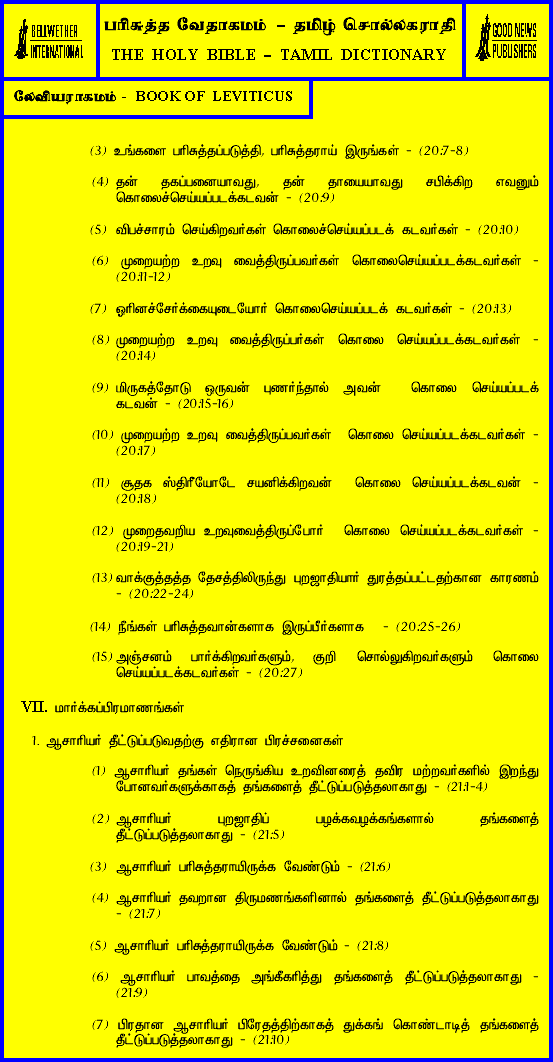 BELLWETHER
INTERNATIONAL
பரிசுத்த வேதாகமம் – தமிழ் சொல்லகராதி
THE HOLY BIBLE – TAMIL DICTIONARY
GOOD NEWS
PUBLISHERS
லேவியராகமம் - BOOK OF LEVITICUS
(3) உங்களை பரிசுத்தப்படுத்தி, பரிசுத்தராய் இருங்கள் - (20:7-8)
(4) தன் தகப்பனையாவது, தன் தாயையாவது சபிக்கிற எவனும்
கொலைச்செய்யப்படக்கடவன் - (20:9)
(5) விபச்சாரம் செய்கிறவர்கள் கொலைச்செய்யப்படக் கடவர்கள் - (20:10)
(6) முறையற்ற உறவு வைத்திருப்பவர்கள் கொலைசெய்யப்படக்கடவர்கள் -
(20:11-12)
(7) ஓரினச்சேர்க்கையுடையோர் கொலைசெய்யப்படக் கடவர்கள் - (20:13)
(8) முறையற்ற உறவு வைத்திருப்பர்கள் கொலை செய்யப்படக்கடவர்கள் -
(20:14)
(9) மிருகத்தோடு ஒருவன் புணர்ந்தால் அவன் கொலை செய்யப்படக்
கடவன் - (20:15-16)
(10) முறையற்ற உறவு வைத்திருப்பவர்கள் கொலை செய்யப்படக்கடவர்கள் -
(20:17)
(11) சூதக ஸ்திரீயோடே சயனிக்கிறவன் கொலை செய்யப்படக்கடவன் -
(20:18)
(12) முறைதவறிய உறவுவைத்திருப்போர் கொலை செய்யப்படக்கடவர்கள் -
(20:19-21)
(13) வாக்குத்தத்த தேசத்திலிருந்து புறஜாதியார் துரத்தப்பட்டதற்கான காரணம்
- (20:22-24)
(14) நீங்கள் பரிசுத்தவான்களாக இருப்பீர்களாக - (20:25-26)
(15) அஞ்சனம் பார்க்கிறவர்களும், குறி சொல்லுகிறவர்களும் கொலை
செய்யப்படக்கடவர்கள் - (20:27)
VII. மார்க்கப்பிரமாணங்கள்
1. ஆசாரியர் தீட்டுப்படுவதற்கு எதிரான பிரச்சனைகள்
(1) ஆசாரியர் தங்கள் நெருங்கிய உறவினரைத் தவிர மற்றவர்களில் இறந்து
போனவர்களுக்காகத் தங்களைத் தீட்டுப்படுத்தலாகாது - (21:1-4)
(2) ஆசாரியர் புறஜாதிப் பழக்கவழக்கங்களால் தங்களைத்
தீட்டுப்படுத்தலாகாது - (21:5)
(3) ஆசாரியர் பரிசுத்தராயிருக்க வேண்டும் - (21:6)
(4) ஆசாரியர் தவறான திருமணங்களினால் தங்களைத் தீட்டுப்படுத்தலாகாது
- (21:7)
(5) ஆசாரியர் பரிசுத்தராயிருக்க வேண்டும் - (21:8)
(6) ஆசாரியர் பாவத்தை அங்கீகரித்து தங்களைத் தீட்டுப்படுத்தலாகாது -
(21:9)
(7) பிரதான ஆசாரியர் பிரேதத்திற்காகத் துக்கங் கொண்டாடித் தங்களைத்
தீட்டுப்படுத்தலாகாது - (21:10)